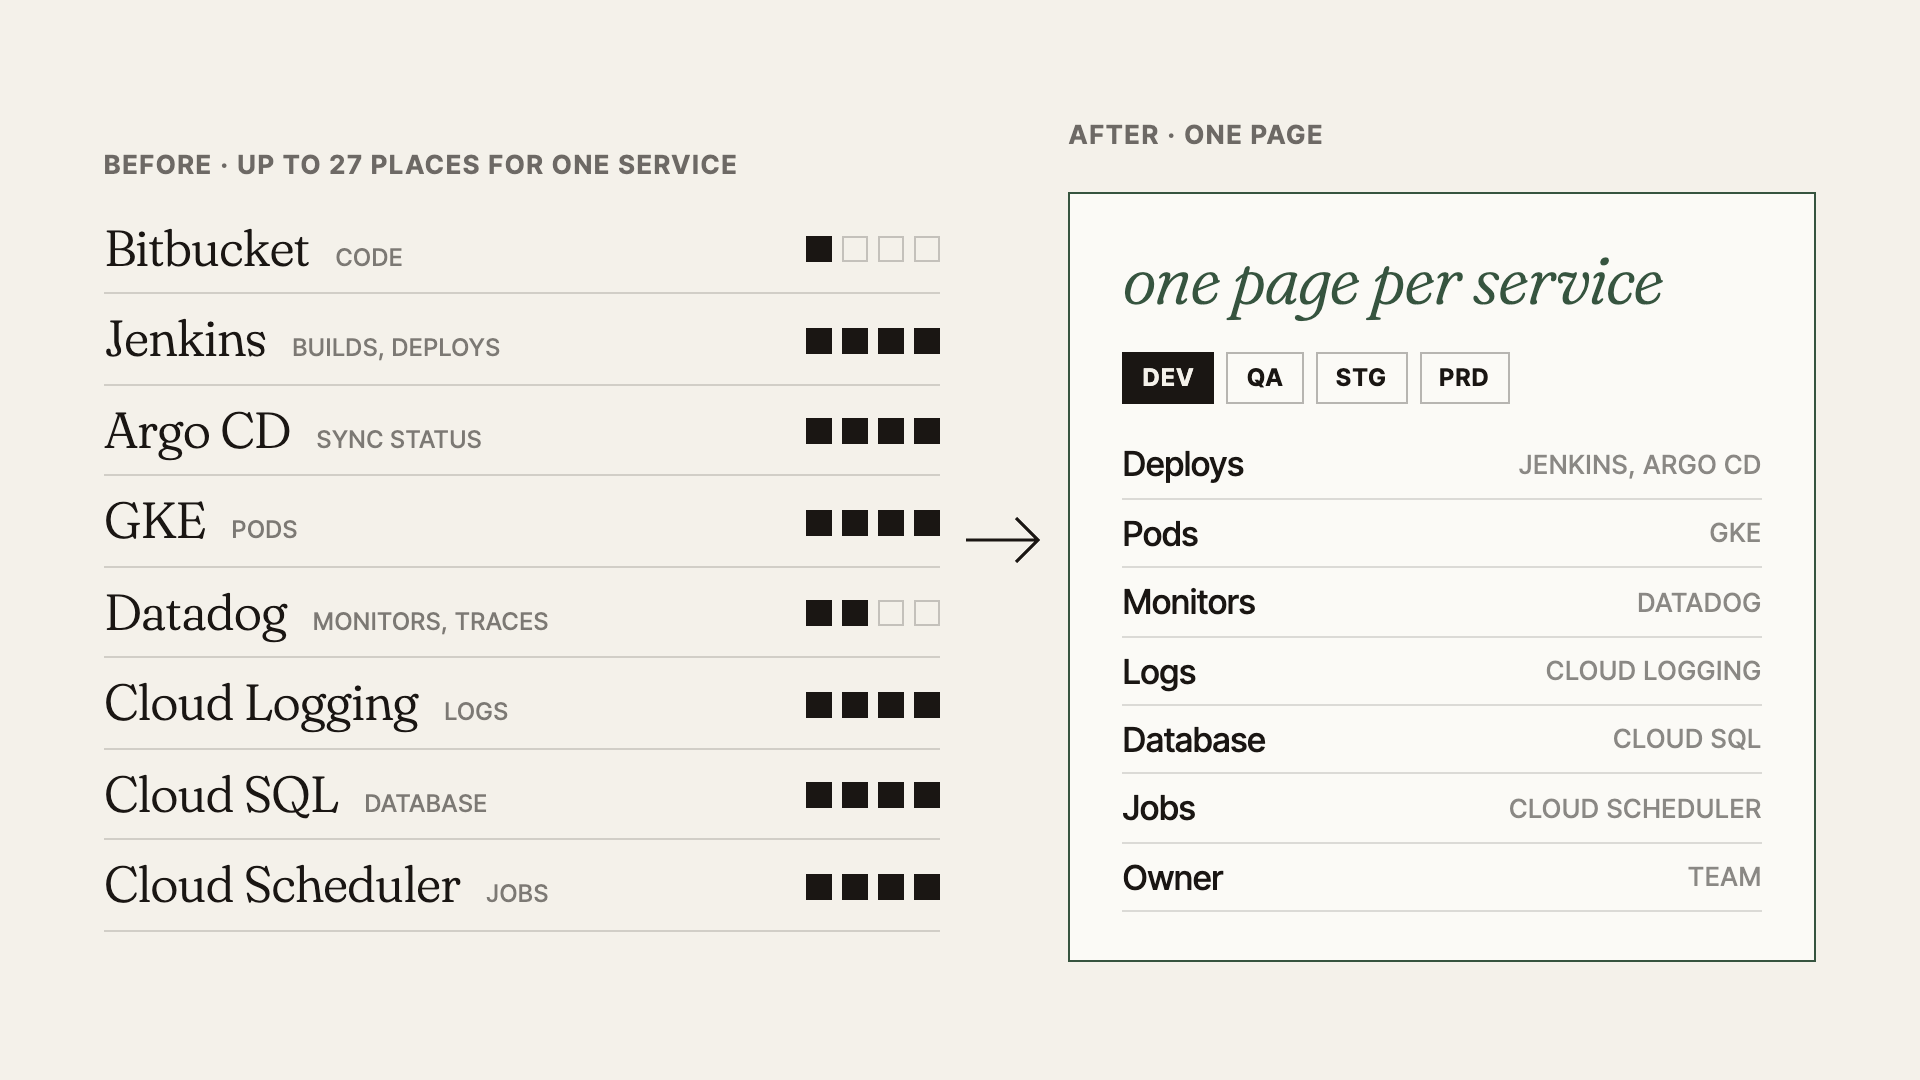 BEFORE · UP TO 27 PLACES FOR ONE SERVICE
Bitbucket CODE
Jenkins BUILDS, DEPLOYS
Argo CD SYNC STATUS
GKE PODS
Datadog MONITORS, TRACES
Cloud Logging LOGS
Cloud SQL DATABASE
Cloud Scheduler JOBS
AFTER · ONE PAGE
one page per service
DEV QA STG PRD
Deploys JENKINS, ARGO CD
Pods GKE
Monitors DATADOG
Logs CLOUD LOGGING
Database CLOUD SQL
Jobs CLOUD SCHEDULER
Owner TEAM